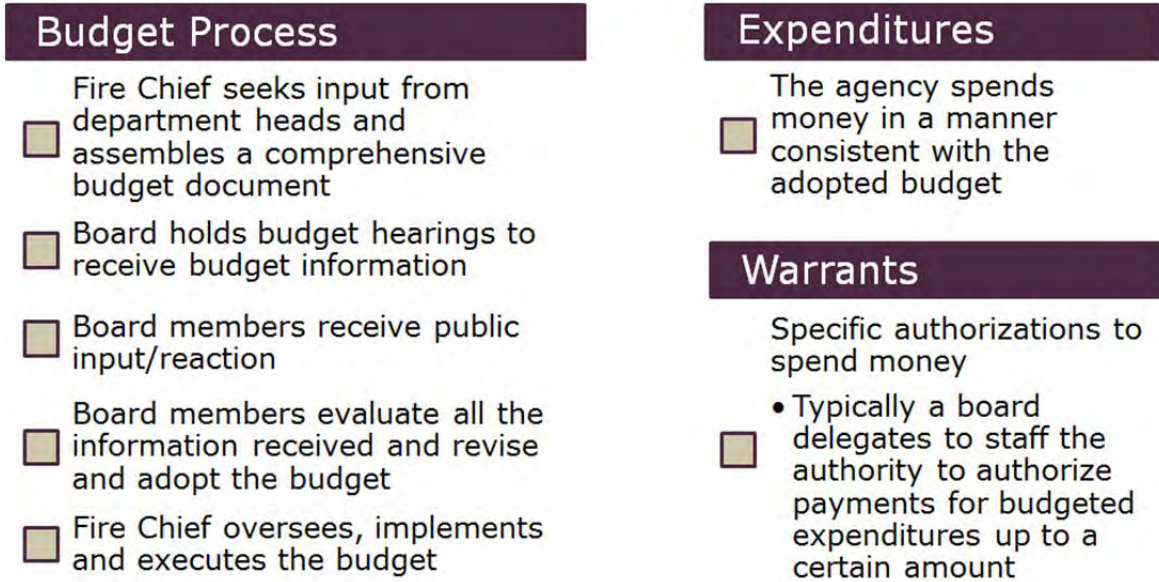 Budget Process
Fire Chief seeks input from
department heads and
assembles a comprehensive
budget document
Board holds budget hearings to
receive budget information
Board members receive public
input/reaction
Board members evaluate all the
information received and revise
and adopt the budget
Fire Chief oversees, implements
and executes the budget
Expenditures
The agency spends
money in a manner
consistent with the
adopted budget
Warrants
Specific authorizations to
spend money
• Typically a board
delegates to staff the
authority to authorize
payments for budgeted
expenditures up to a
certain amount